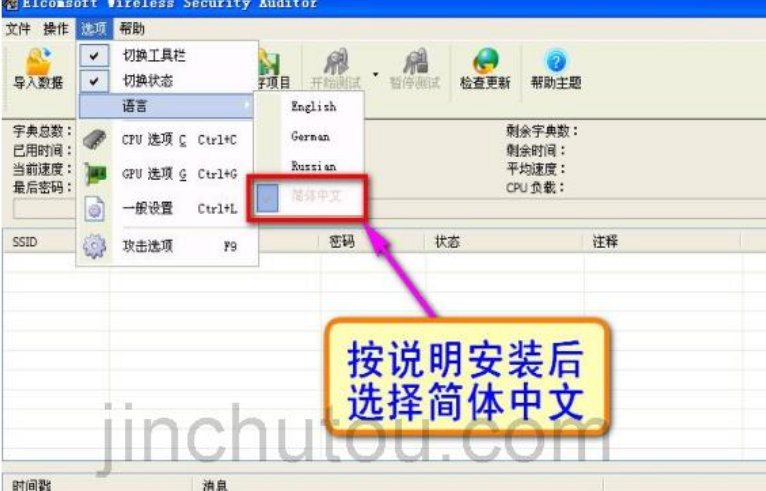 Elcomsoft Wireless Security Auditor
文件 操作 选项 帮助
导入数据
项目
开始测试
暂停测试
检查更新
帮助主题
切换工具栏
切换状态
语言
CPU 选项 C Ctrl+C
GPU 选项 G Ctrl+G
一般设置 Ctrl+L
攻击选项 F9
English
German
Russian
简体中文
字典总数:
已用时间:
当前速度:
最后密码:
剩余字典数:
剩余时间:
平均速度:
CPU 负载:
SSID 密码 状态 注释
按说明安装后
选择简体中文
jinchutou.com
时间戳 消息